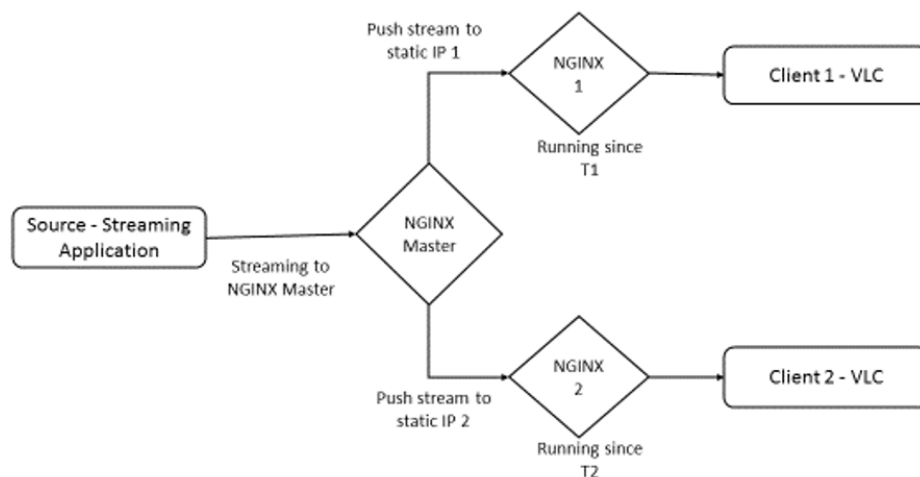 Push stream to
static IP 1
NGINX
1
Client 1 - VLC
Running since
T1
Source - Streaming
Application
NGINX
Master
Streaming to
NGINX Master
NGINX
2
Client 2 - VLC
Push stream to
static IP 2
Running since
T2